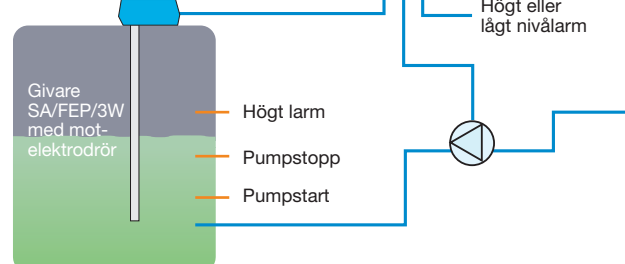 Högt eller
lågt nivålarm
Givare
SA/FEP/3W
med mot-
elektrodrör
Högt larm
Pumpstopp
Pumpstart